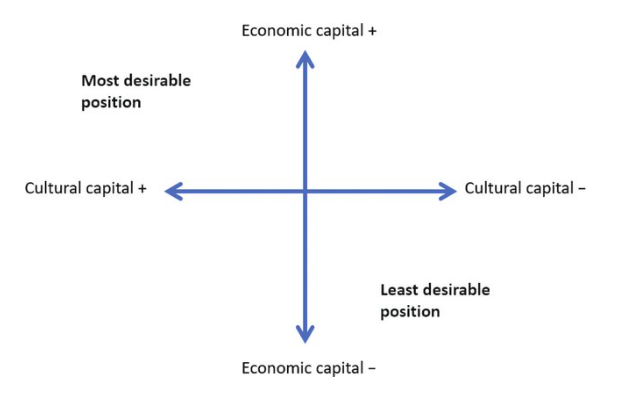 Economic capital +
Most desirable
position
Cultural capital +
Cultural capital –
Least desirable
position
Economic capital –